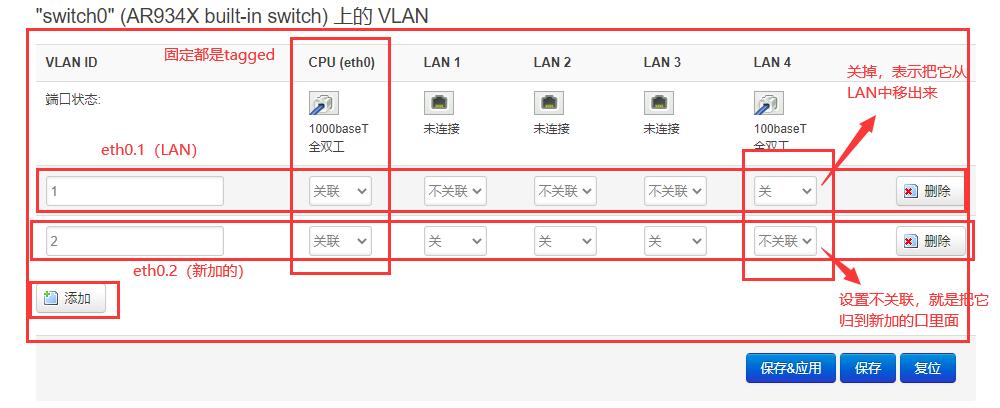 "switch0" (AR934X built-in switch) 上的 VLAN
固定都是tagged
VLAN ID CPU (eth0) LAN 1 LAN 2 LAN 3 LAN 4
关掉，表示把它从
LAN中移出来
端口状态:
1000baseT 未连接 未连接 未连接 100baseT
全双工 全双工
eth0.1（LAN）
1 关联 不关联 不关联 不关联 关 删除
2 关联 关 关 关 不关联 删除
eth0.2（新加的）
添加
设置不关联，就是把它
归到新加的口里面
保存&应用 保存 复位